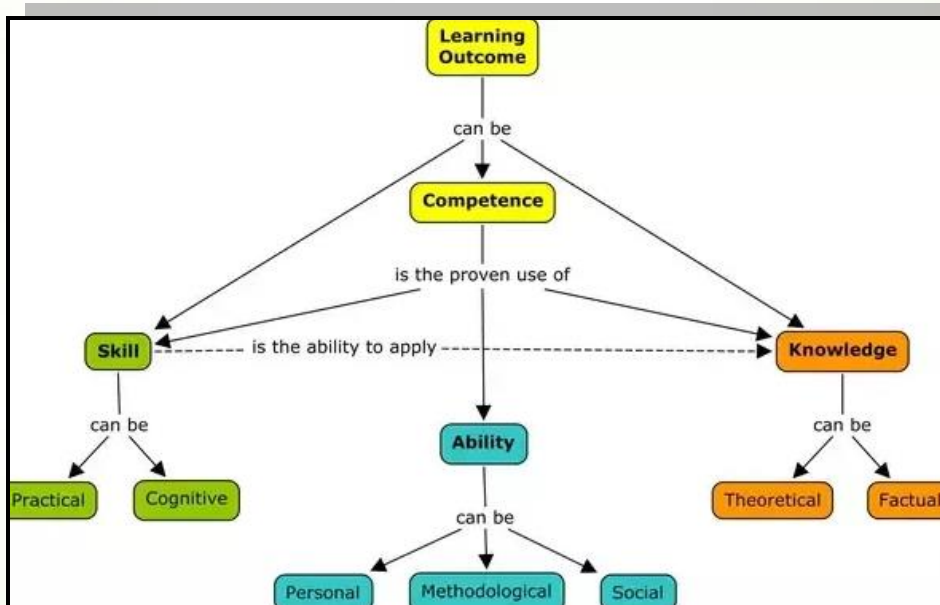 Learning
Outcome
can be
Competence
is the proven use of
Skill
is the ability to apply
Knowledge
can be
can be
Ability
Practical
Cognitive
Theoretical
Factual
can be
Personal
Methodological
Social